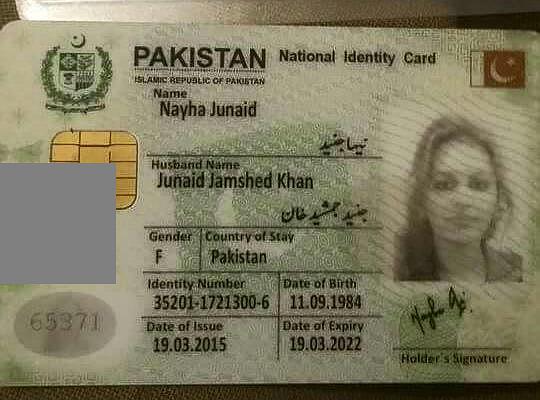 PAKISTAN National Identity Card
ISLAMIC REPUBLIC OF PAKISTAN
Name
Nayha Junaid
نیہا جنید
Husband Name
Junaid Jamshed Khan
جنید جمشید خان
Gender Country of Stay
F Pakistan
Identity Number Date of Birth
35201-1721300-6 11.09.1984
65371
Date of Issue Date of Expiry
19.03.2015 19.03.2022
Holder's Signature